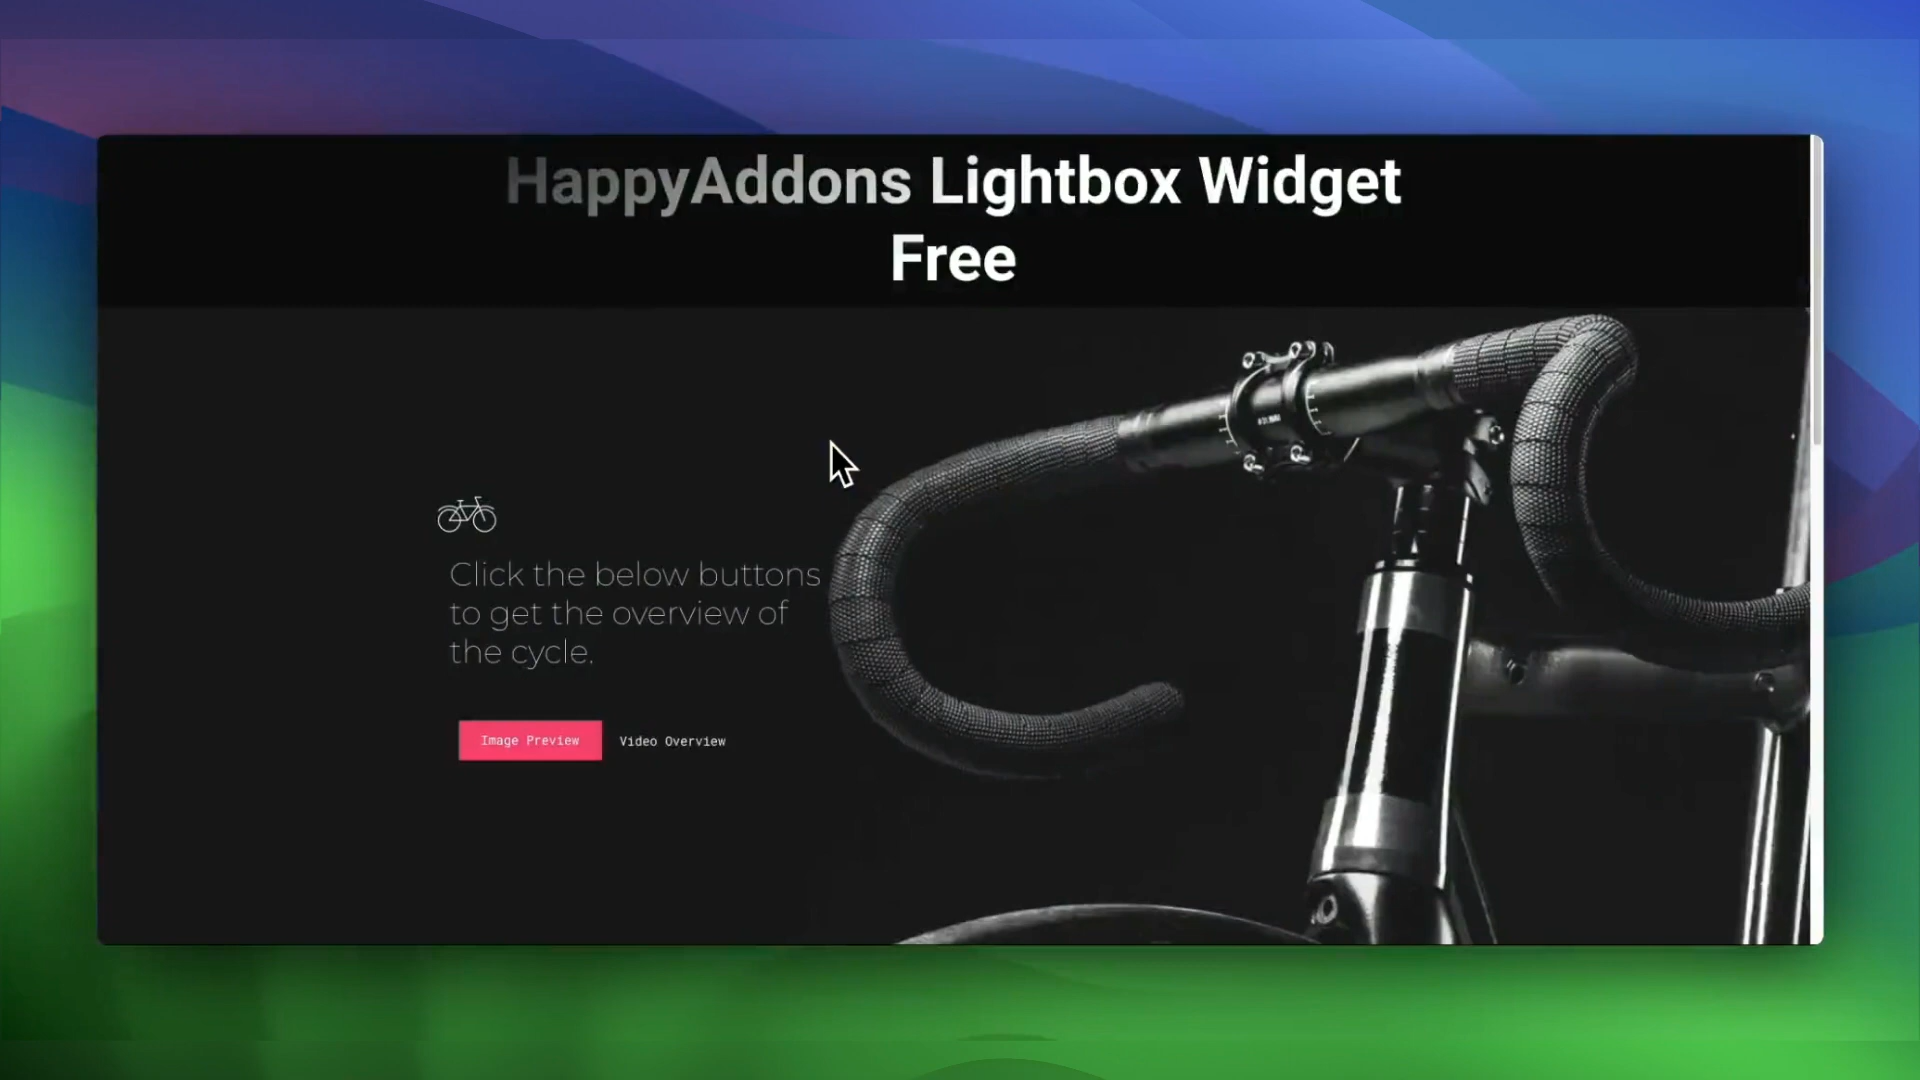 HappyAddons Lightbox Widget
Free
Click the below buttons
to get the overview of
the cycle.
Image Preview
Video Overview